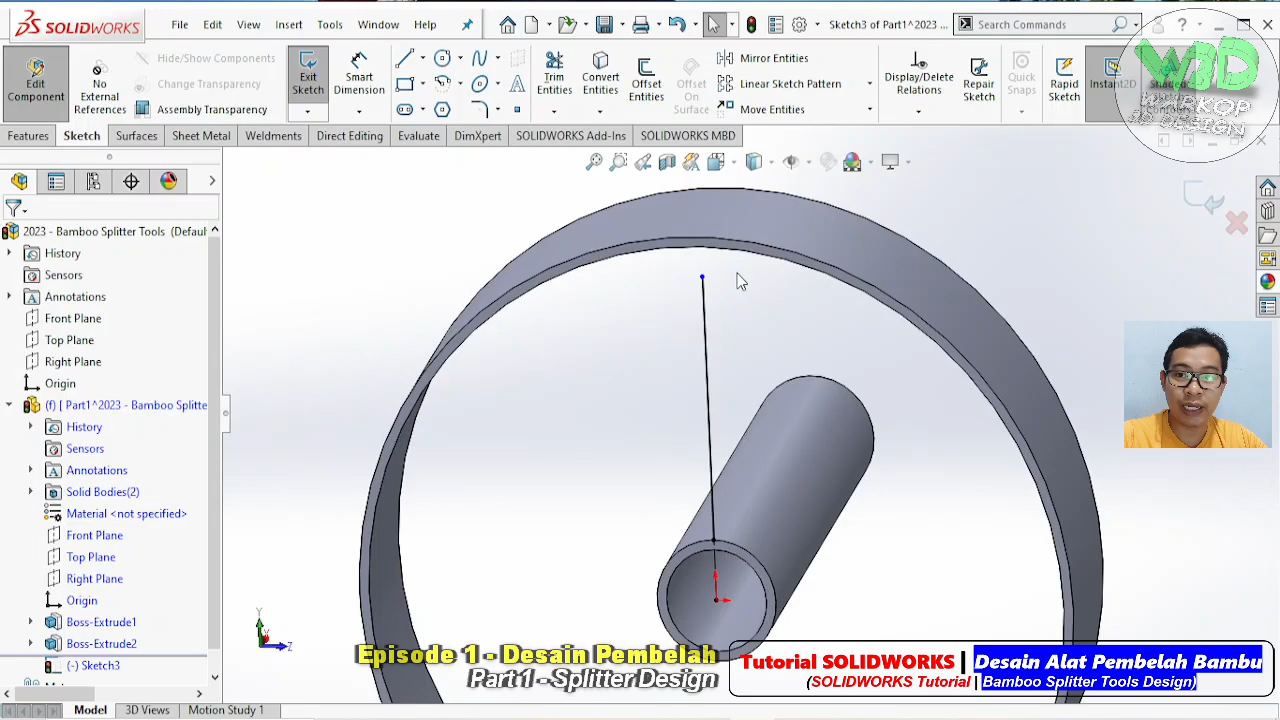 SOLIDWORKS
File
Edit
View
Insert
Tools
Window
Help
Sketch3 of Part1^2023 ...
Search Commands
Edit
Component
No
External
References
Hide/Show Components
Change Transparency
Assembly Transparency
Exit
Sketch
Smart
Dimension
Trim
Entities
Convert
Entities
Offset
Entities
Offset
On
Surface
Mirror Entities
Linear Sketch Pattern
Move Entities
Display/Delete
Relations
Repair
Sketch
Quick
Snaps
Rapid
Sketch
Instant2D
W3D
WARKOP
3D DESIGN
Features
Sketch
Surfaces
Sheet Metal
Weldments
Direct Editing
Evaluate
DimXpert
SOLIDWORKS Add-Ins
SOLIDWORKS MBD
2023 - Bamboo Splitter Tools (Defaul
History
Sensors
Annotations
Front Plane
Top Plane
Right Plane
Origin
(f) [ Part1^2023 - Bamboo Splitte
History
Sensors
Annotations
Solid Bodies(2)
Material <not specified>
Front Plane
Top Plane
Right Plane
Origin
Boss-Extrude1
Boss-Extrude2
(-) Sketch3
Y
Z
Episode 1 - Desain Pembelah
Part 1 - Splitter Design
Tutorial SOLIDWORKS | Desain Alat Pembelah Bambu
(SOLIDWORKS Tutorial | Bamboo Splitter Tools Design)
Model
3D Views
Motion Study 1